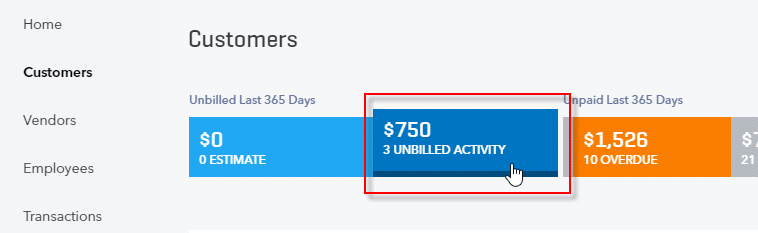 Home
Customers
Vendors
Employees
Transactions
Customers
Unbilled Last 365 Days
$0
0 ESTIMATE
$750
3 UNBILLED ACTIVITY
Unpaid Last 365 Days
$1,526
10 OVERDUE
$7
21